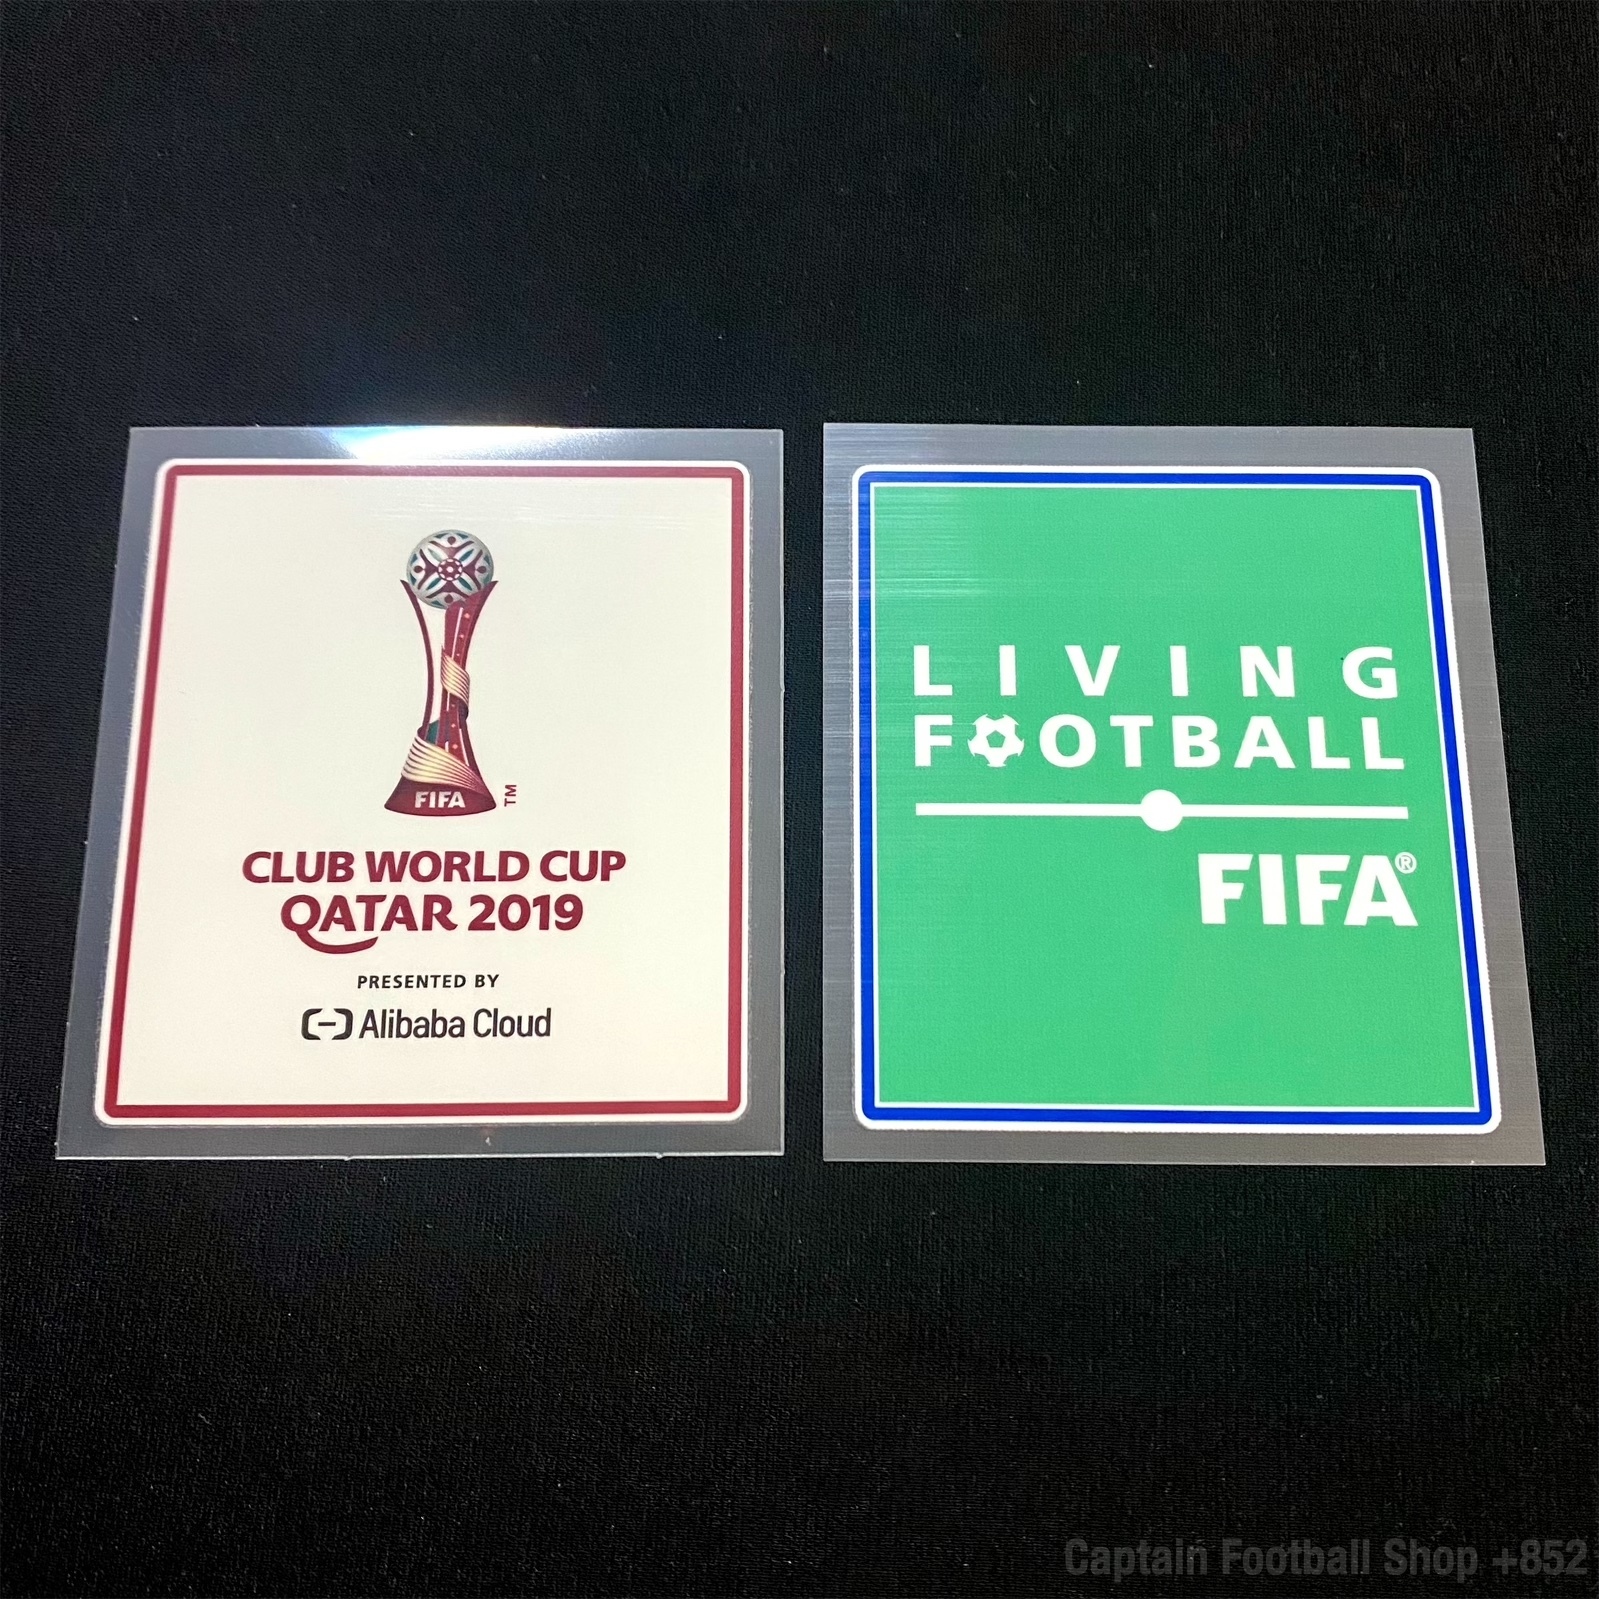 FIFA
TM
CLUB WORLD CUP
QATAR 2019
PRESENTED BY
Alibaba Cloud
LIVING
FOOTBALL
FIFA®
Captain Football Shop +852